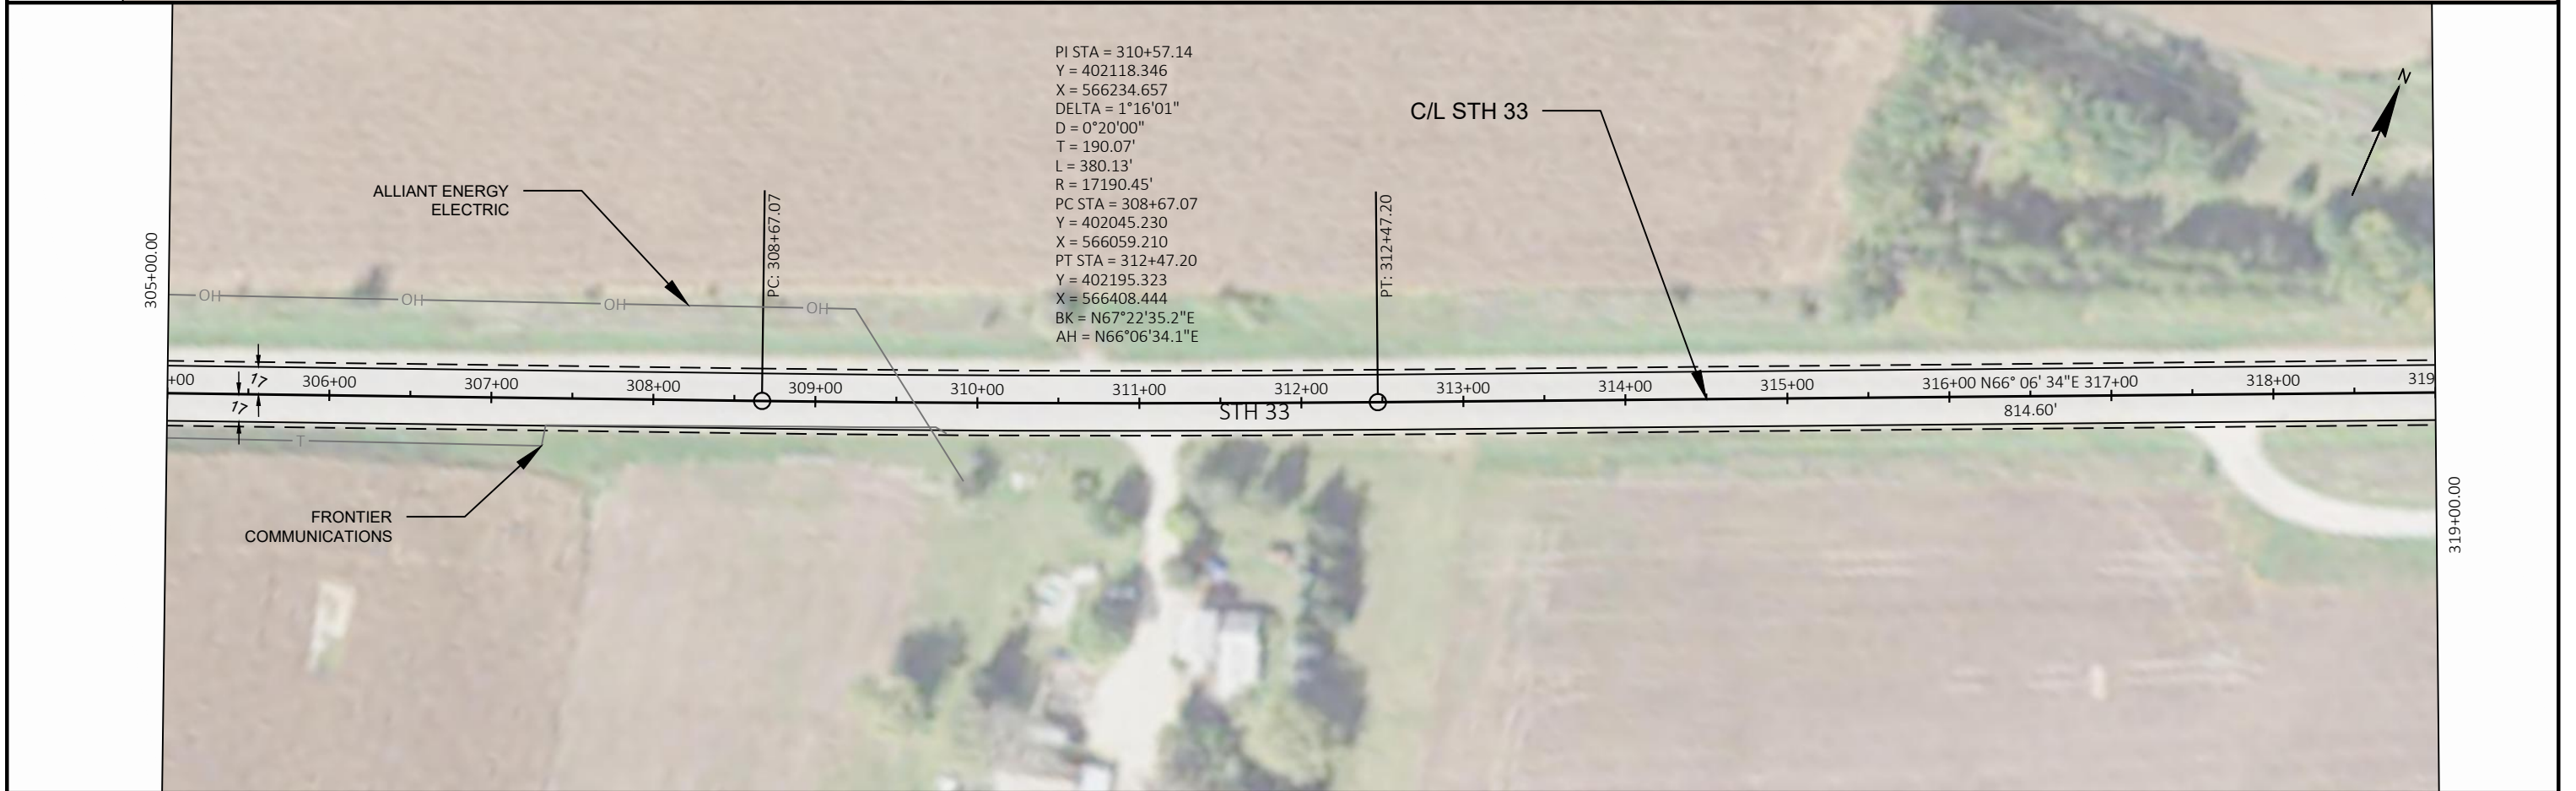 PI STA = 310+57.14
Y = 402118.346
X = 566234.657
DELTA = 1°16'01"
D = 0°20'00"
T = 190.07'
L = 380.13'
R = 17190.45'
PC STA = 308+67.07
Y = 402045.230
X = 566059.210
PT STA = 312+47.20
Y = 402195.323
X = 566408.444
BK = N67°22'35.2"E
AH = N66°06'34.1"E
N
C/L STH 33
ALLIANT ENERGY
ELECTRIC
PC: 308+67.07
PT: 312+47.20
305+00.00
OH OH OH OH
+00 306+00 307+00 308+00 309+00 310+00 311+00 312+00 313+00 314+00 315+00 316+00 N66° 06' 34"E 317+00 318+00 319
17
17
STH 33
814.60'
T
FRONTIER
COMMUNICATIONS
319+00.00